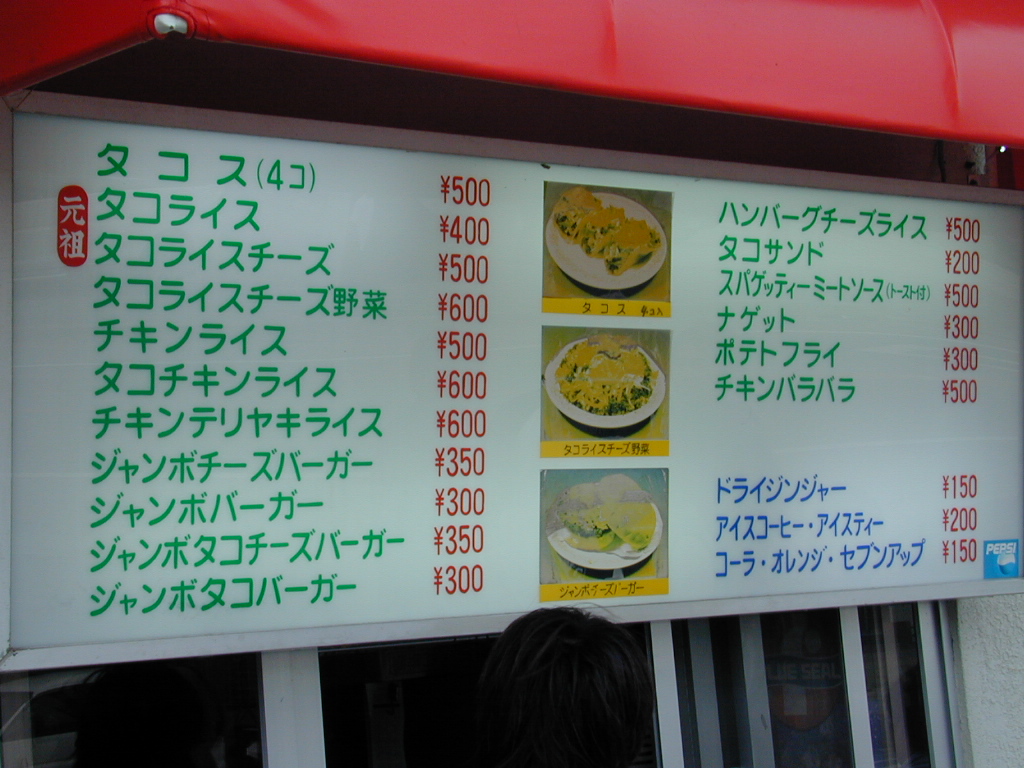 元祖
タコス(4コ) ¥500
タコライス ¥400
タコライスチーズ ¥500
タコライスチーズ野菜 ¥600
チキンライス ¥500
タコチキンライス ¥600
チキンテリヤキライス ¥600
ジャンボチーズバーガー ¥350
ジャンボバーガー ¥300
ジャンボタコチーズバーガー ¥350
ジャンボタコバーガー ¥300
タコス
タコライスチーズ野菜
ジャンボチーズバーガー
ハンバーグチーズライス ¥500
タコサンド ¥200
スパゲッティーミートソース(トースト付) ¥500
ナゲット ¥300
ポテトフライ ¥300
チキンバラバラ ¥500
ドライジンジャー ¥150
アイスコーヒー・アイスティー ¥200
コーラ・オレンジ・セブンアップ ¥150
PEPSI
BLUE SEAL